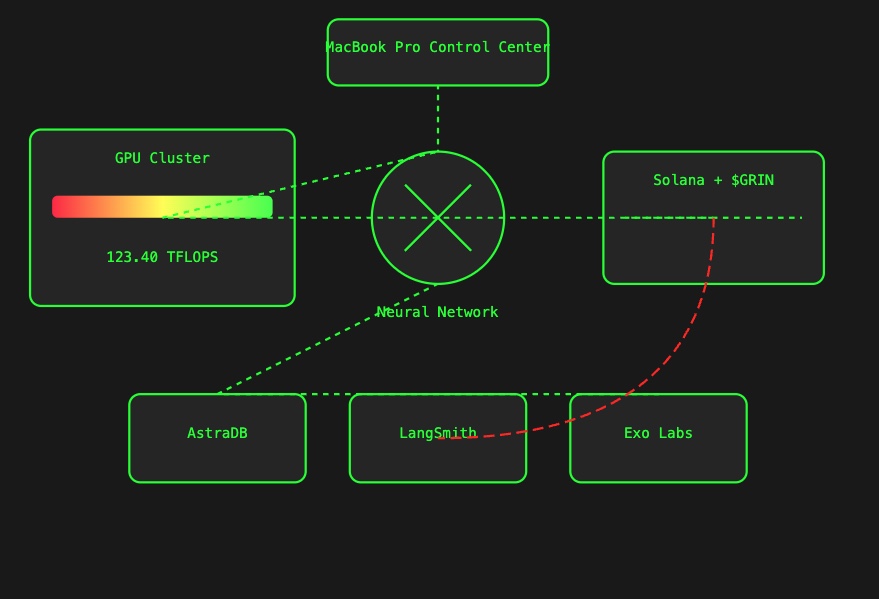 MacBook Pro Control Center
GPU Cluster
Solana + $GRIN
123.40 TFLOPS
Neural Network
AstraDB
LangSmith
Exo Labs